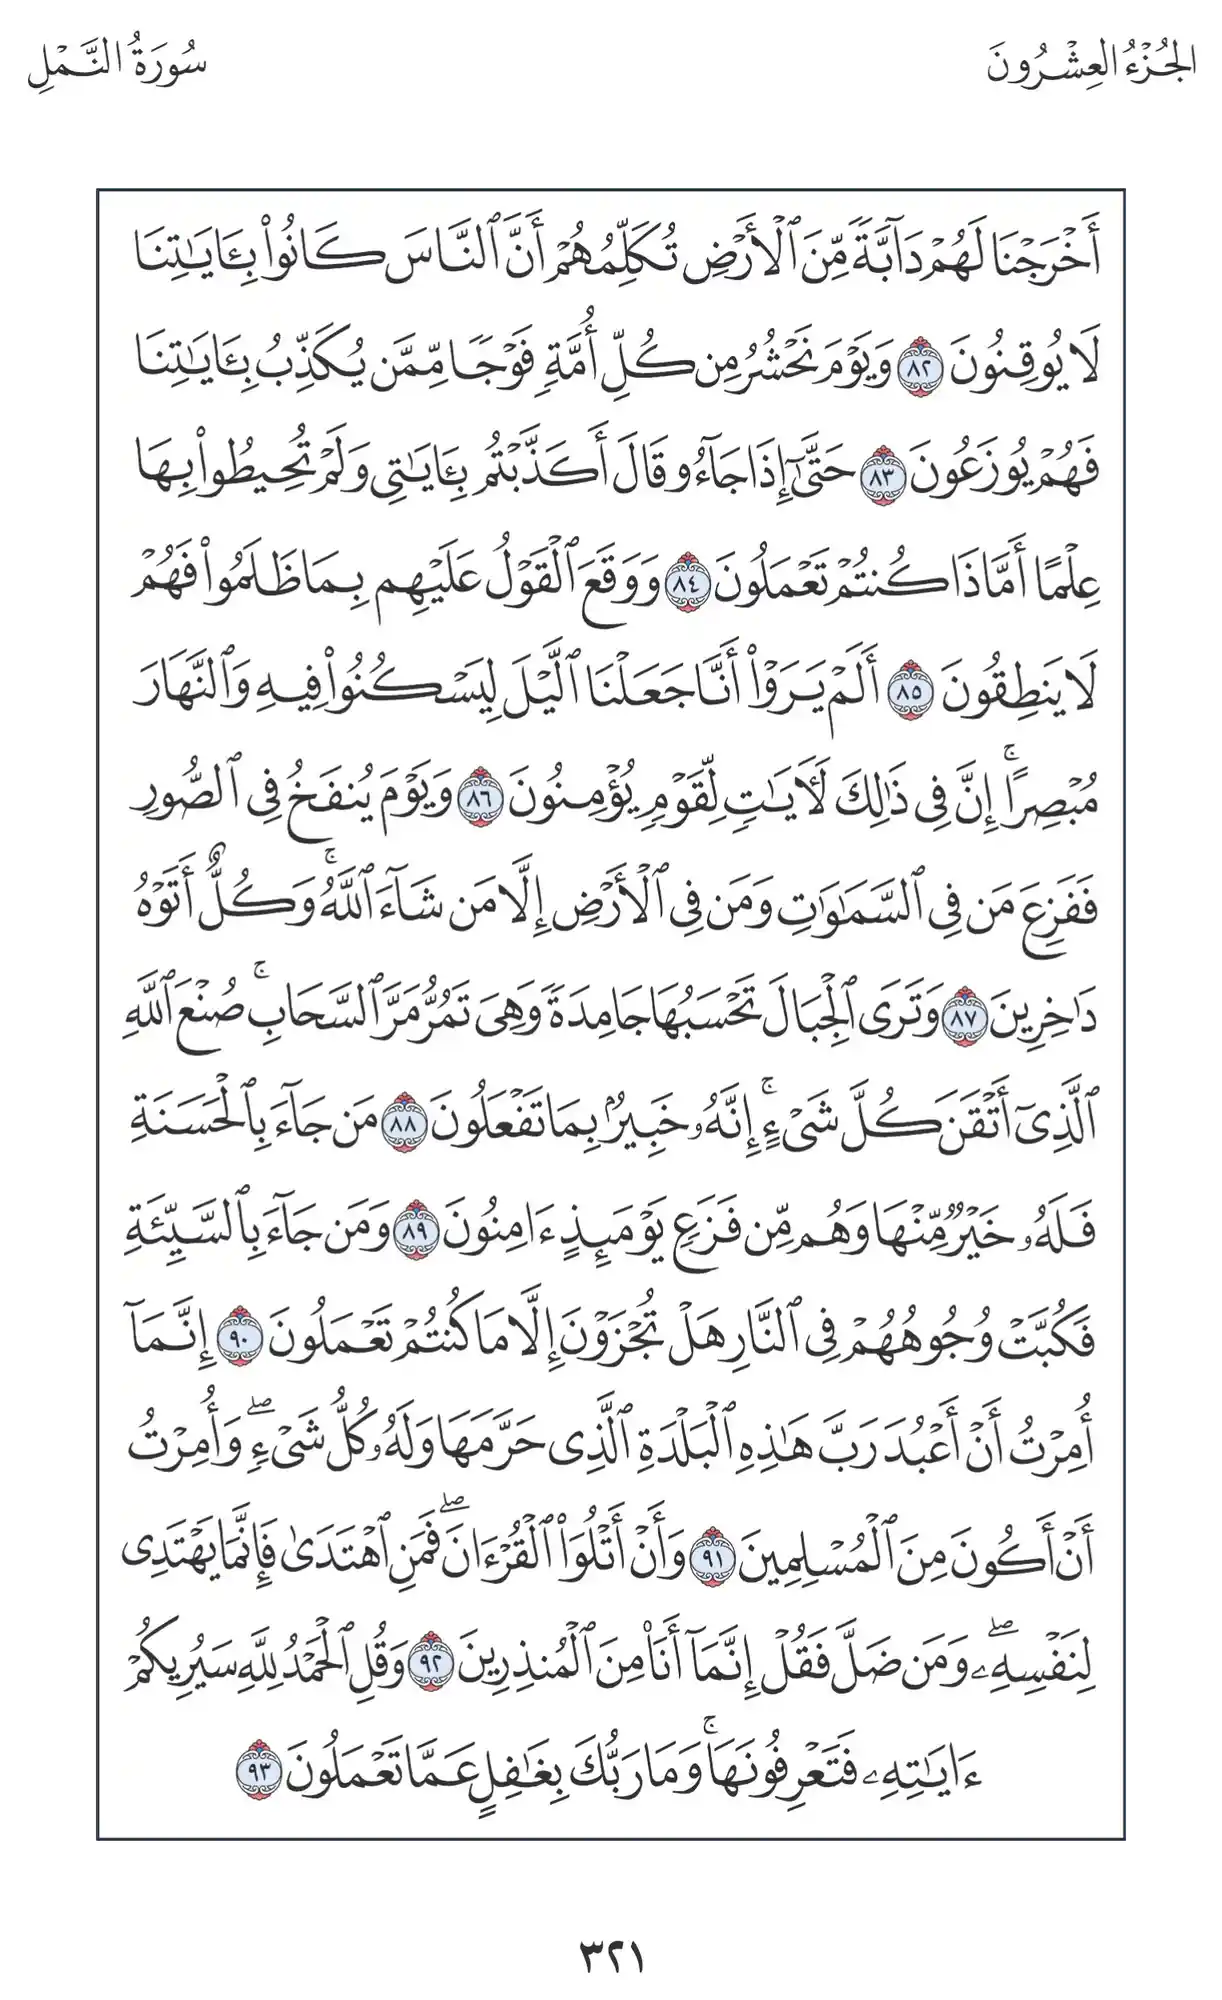 الجُزْءُ العِشْرُونَ
سُورَةُ النَّمْلِ
أَخْرَجْنَا لَهُمْ دَآبَّةً مِّنَ ٱلْأَرْضِ تُكَلِّمُهُمْ أَنَّ ٱلنَّاسَ كَانُوا۟ بِـَٔايَـٰتِنَا
لَا يُوقِنُونَ ٨٢ وَيَوْمَ نَحْشُرُ مِن كُلِّ أُمَّةٍ فَوْجًا مِّمَّن يُكَذِّبُ بِـَٔايَـٰتِنَا
فَهُمْ يُوزَعُونَ ٨٣ حَتَّىٰٓ إِذَا جَآءُو قَالَ أَكَذَّبْتُم بِـَٔايَـٰتِى وَلَمْ تُحِيطُوا۟ بِهَا
عِلْمًا أَمَّاذَا كُنتُمْ تَعْمَلُونَ ٨٤ وَوَقَعَ ٱلْقَوْلُ عَلَيْهِم بِمَا ظَلَمُوا۟ فَهُمْ
لَا يَنطِقُونَ ٨٥ أَلَمْ يَرَوْا۟ أَنَّا جَعَلْنَا ٱلَّيْلَ لِيَسْكُنُوا۟ فِيهِ وَٱلنَّهَارَ
مُبْصِرًا ۚ إِنَّ فِى ذَٰلِكَ لَـَٔايَـٰتٍ لِّقَوْمٍ يُؤْمِنُونَ ٨٦ وَيَوْمَ يُنفَخُ فِى ٱلصُّورِ
فَفَزِعَ مَن فِى ٱلسَّمَـٰوَٰتِ وَمَن فِى ٱلْأَرْضِ إِلَّا مَن شَآءَ ٱللَّهُ ۚ وَكُلٌّ أَتَوْهُ
دَٰخِرِينَ ٨٧ وَتَرَى ٱلْجِبَالَ تَحْسَبُهَا جَامِدَةً وَهِىَ تَمُرُّ مَرَّ ٱلسَّحَابِ ۚ صُنْعَ ٱللَّهِ
ٱلَّذِىٓ أَتْقَنَ كُلَّ شَىْءٍ ۚ إِنَّهُۥ خَبِيرٌۢ بِمَا تَفْعَلُونَ ٨٨ مَن جَآءَ بِٱلْحَسَنَةِ
فَلَهُۥ خَيْرٌ مِّنْهَا وَهُم مِّن فَزَعٍ يَوْمَئِذٍ ءَامِنُونَ ٨٩ وَمَن جَآءَ بِٱلسَّيِّئَةِ
فَكُبَّتْ وُجُوهُهُمْ فِى ٱلنَّارِ هَلْ تُجْزَوْنَ إِلَّا مَا كُنتُمْ تَعْمَلُونَ ٩٠ إِنَّمَآ
أُمِرْتُ أَنْ أَعْبُدَ رَبَّ هَـٰذِهِ ٱلْبَلْدَةِ ٱلَّذِى حَرَّمَهَا وَلَهُۥ كُلُّ شَىْءٍ ۖ وَأُمِرْتُ
أَنْ أَكُونَ مِنَ ٱلْمُسْلِمِينَ ٩١ وَأَنْ أَتْلُوَا۟ ٱلْقُرْءَانَ ۖ فَمَنِ ٱهْتَدَىٰ فَإِنَّمَا يَهْتَدِى
لِنَفْسِهِۦ ۖ وَمَن ضَلَّ فَقُلْ إِنَّمَآ أَنَا۠ مِنَ ٱلْمُنذِرِينَ ٩٢ وَقُلِ ٱلْحَمْدُ لِلَّهِ سَيُرِيكُمْ
ءَايَـٰتِهِۦ فَتَعْرِفُونَهَا ۚ وَمَا رَبُّكَ بِغَـٰفِلٍ عَمَّا تَعْمَلُونَ ٩٣
٣٢١